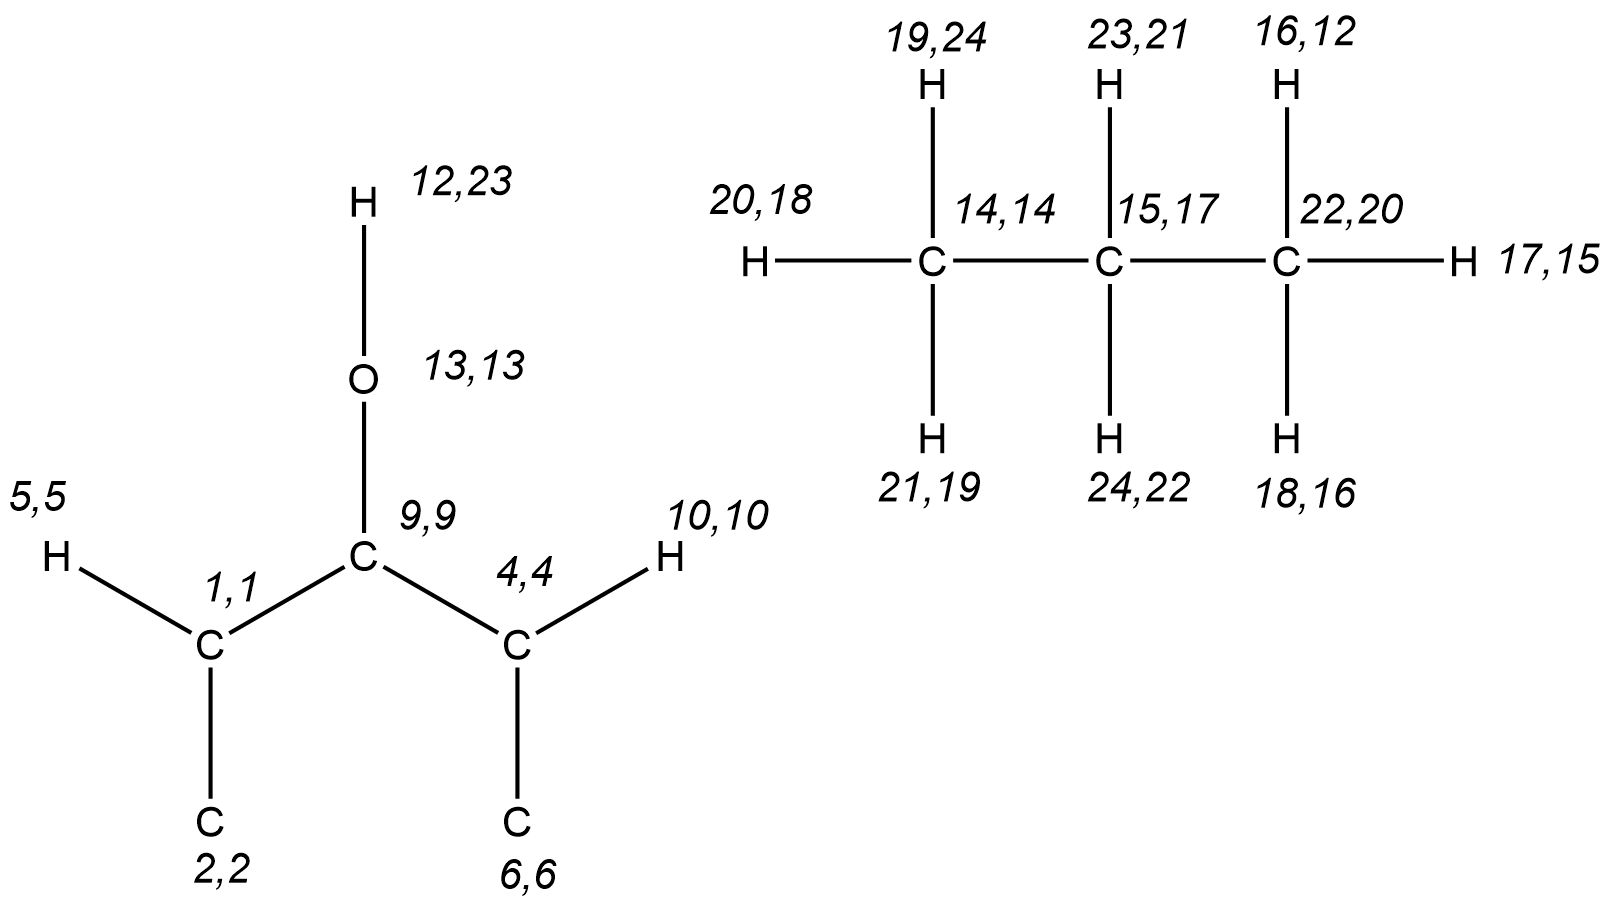 19,24 23,21 16,12
H H H
12,23
H
20,18 14,14 15,17 22,20
H C C C H 17,15
13,13
O
H H H
21,19 24,22 18,16
5,5 9,9 10,10
H C H
1,1 4,4
C C
C C
2,2 6,6